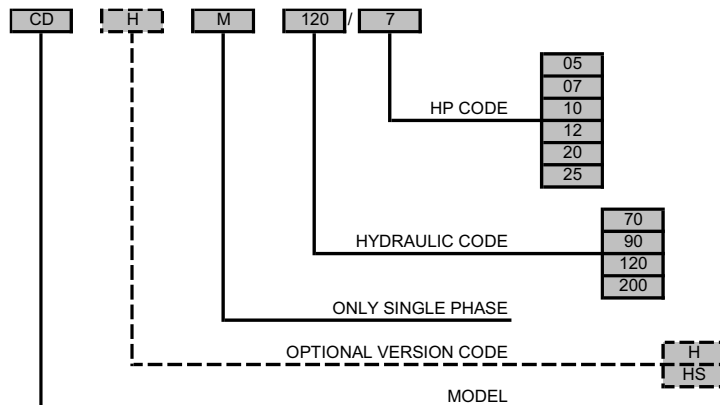 CD H M 120 / 7
05
07
HP CODE 10
12
20
25
70
HYDRAULIC CODE 90
120
200
ONLY SINGLE PHASE
OPTIONAL VERSION CODE H
HS
MODEL